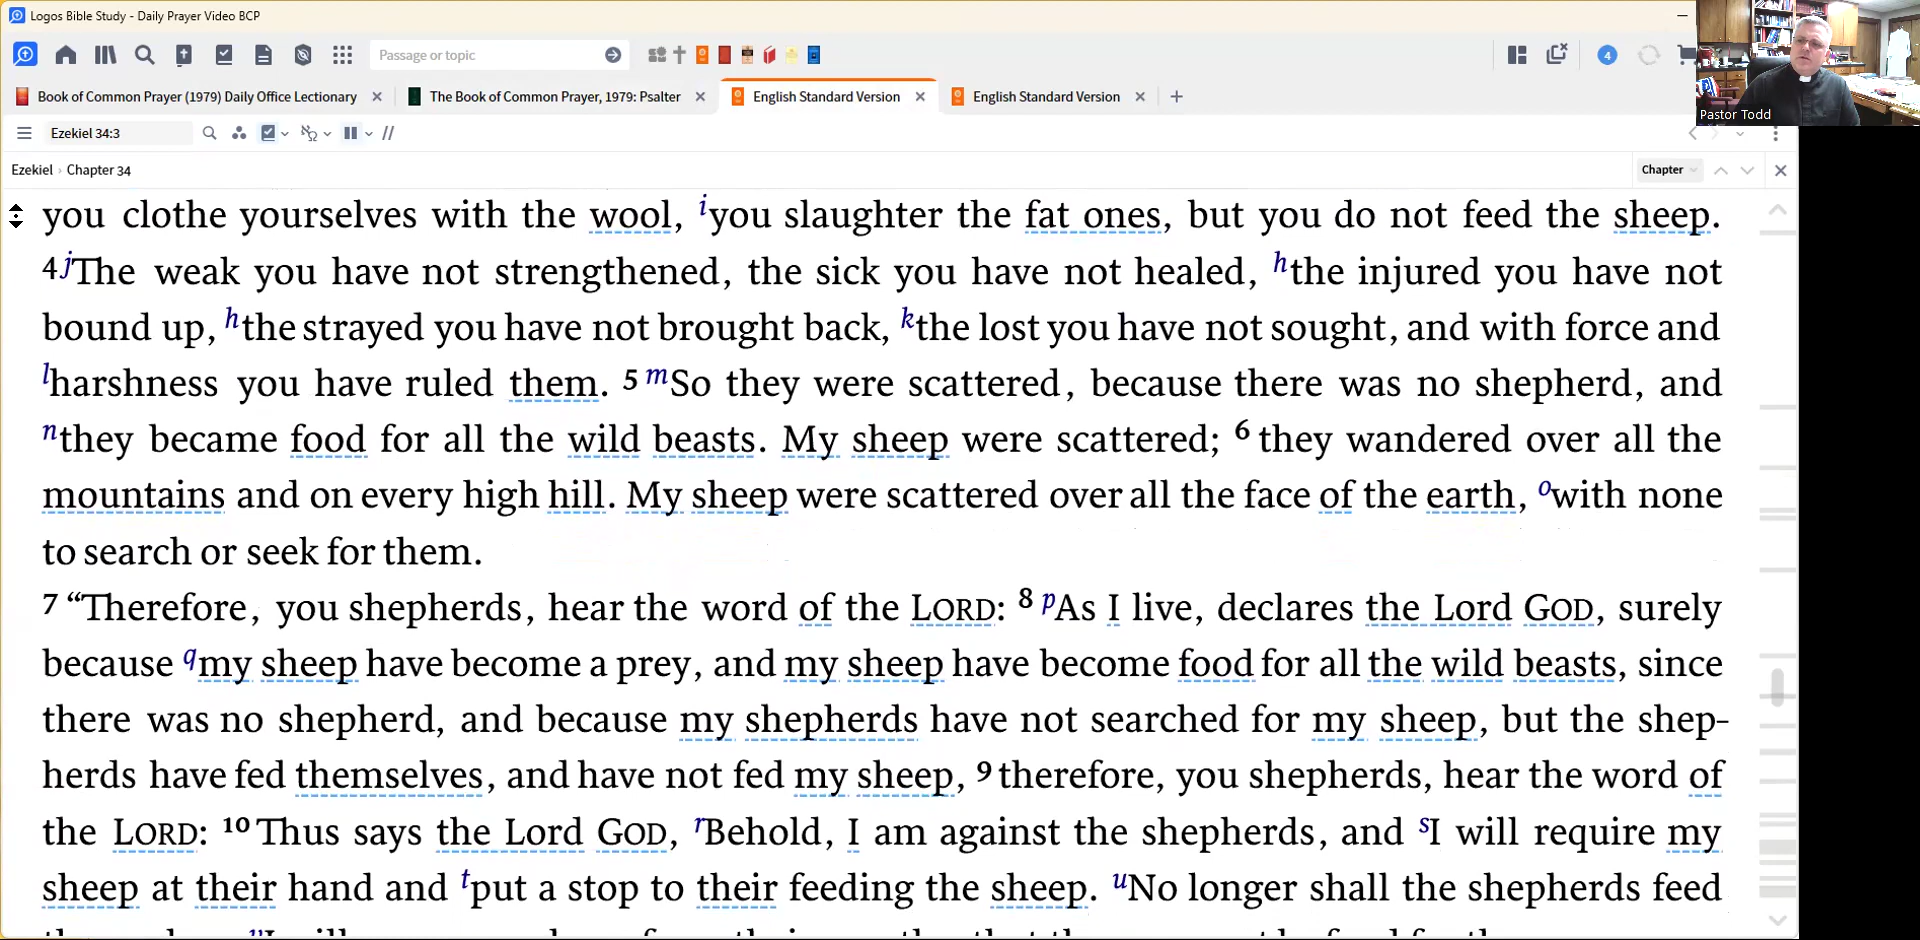 Logos Bible Study - Daily Prayer Video BCP
Passage or topic
4
Book of Common Prayer (1979) Daily Office Lectionary
The Book of Common Prayer, 1979: Psalter
English Standard Version
English Standard Version
Pastor Todd
Ezekiel 34:3
Ezekiel › Chapter 34
Chapter
you clothe yourselves with the wool, iyou slaughter the fat ones, but you do not feed the sheep.
4 jThe weak you have not strengthened, the sick you have not healed, hthe injured you have not
bound up, hthe strayed you have not brought back, kthe lost you have not sought, and with force and
lharshness you have ruled them. 5 mSo they were scattered, because there was no shepherd, and
nthey became food for all the wild beasts. My sheep were scattered; 6 they wandered over all the
mountains and on every high hill. My sheep were scattered over all the face of the earth, owith none
to search or seek for them.
7 “Therefore, you shepherds, hear the word of the LORD: 8 pAs I live, declares the Lord GOD, surely
because qmy sheep have become a prey, and my sheep have become food for all the wild beasts, since
there was no shepherd, and because my shepherds have not searched for my sheep, but the shep-
herds have fed themselves, and have not fed my sheep, 9 therefore, you shepherds, hear the word of
the LORD: 10 Thus says the Lord GOD, rBehold, I am against the shepherds, and sI will require my
sheep at their hand and tput a stop to their feeding the sheep. uNo longer shall the shepherds feed